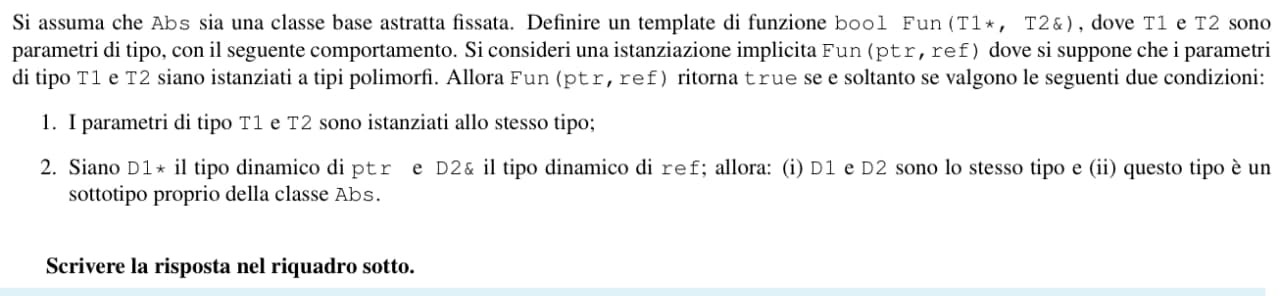 Si assuma che Abs sia una classe base astratta fissata. Definire un template di funzione bool Fun(T1*, T2&), dove T1 e T2 sono
parametri di tipo, con il seguente comportamento. Si consideri una istanziazione implicita Fun(ptr,ref) dove si suppone che i parametri
di tipo T1 e T2 siano istanziati a tipi polimorfi. Allora Fun(ptr,ref) ritorna true se e soltanto se valgono le seguenti due condizioni:
1. I parametri di tipo T1 e T2 sono istanziati allo stesso tipo;
2. Siano D1* il tipo dinamico di ptr e D2& il tipo dinamico di ref; allora: (i) D1 e D2 sono lo stesso tipo e (ii) questo tipo è un
sottotipo proprio della classe Abs.
Scrivere la risposta nel riquadro sotto.